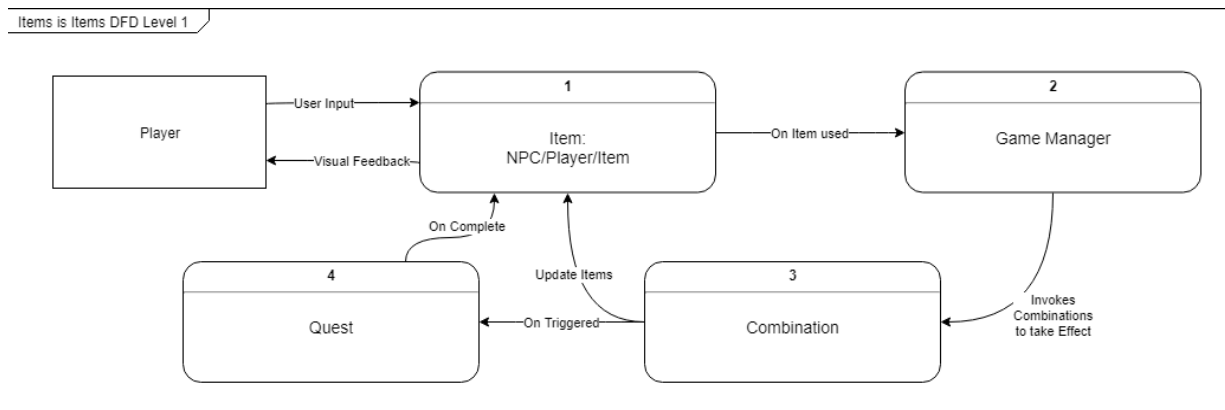 Items is Items DFD Level 1
Player
User Input
Visual Feedback
1
Item:
NPC/Player/Item
On Item used
2
Game Manager
On Complete
4
Quest
Update Items
On Triggered
3
Combination
Invokes
Combinations
to take Effect